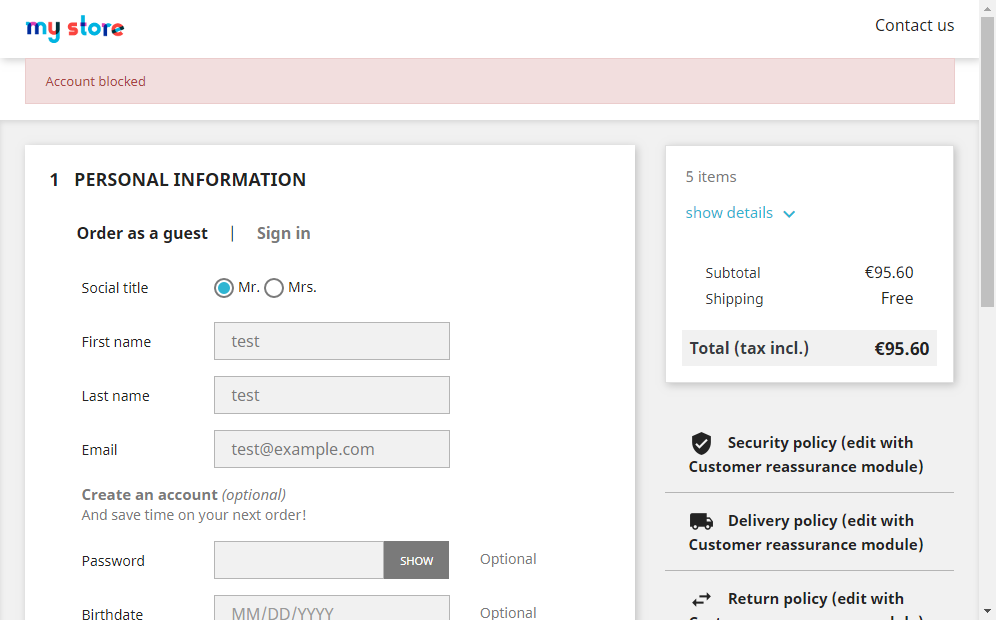 my store
Contact us
Account blocked
1 PERSONAL INFORMATION
Order as a guest | Sign in
Social title Mr. Mrs.
First name test
Last name test
Email test@example.com
Create an account (optional)
And save time on your next order!
Password SHOW Optional
Birthdate MM/DD/YYYY Optional
5 items
show details
Subtotal €95.60
Shipping Free
Total (tax incl.) €95.60
Security policy (edit with
Customer reassurance module)
Delivery policy (edit with
Customer reassurance module)
Return policy (edit with